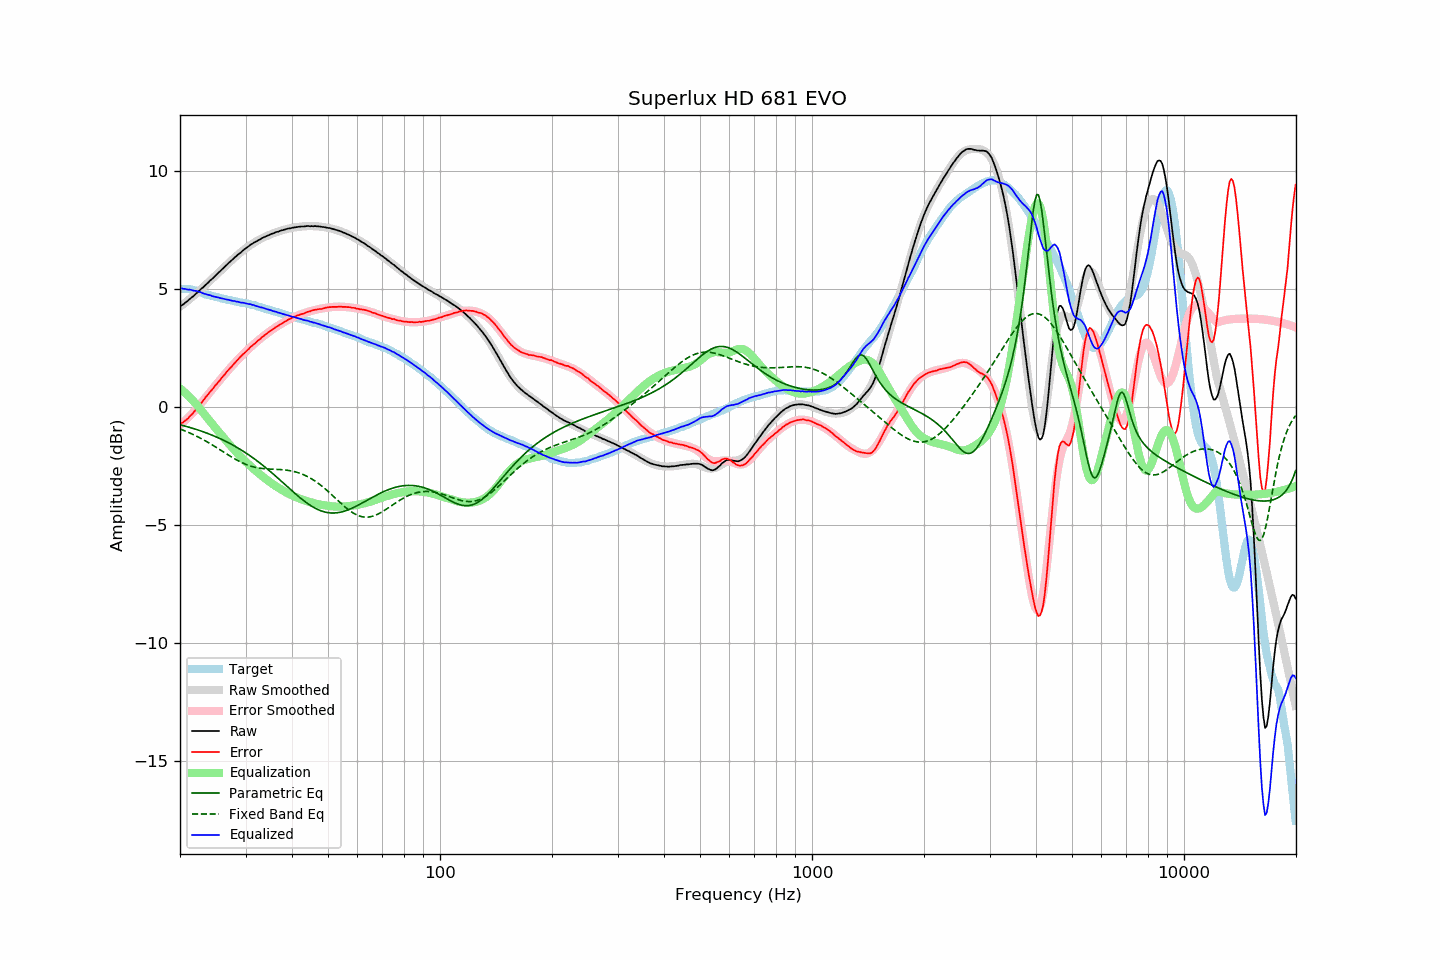 Superlux HD 681 EVO
Amplitude (dBr)
10
5
0
−5
−10
−15
Target
Raw Smoothed
Error Smoothed
Raw
Error
Equalization
Parametric Eq
Fixed Band Eq
Equalized
100
1000
10000
Frequency (Hz)